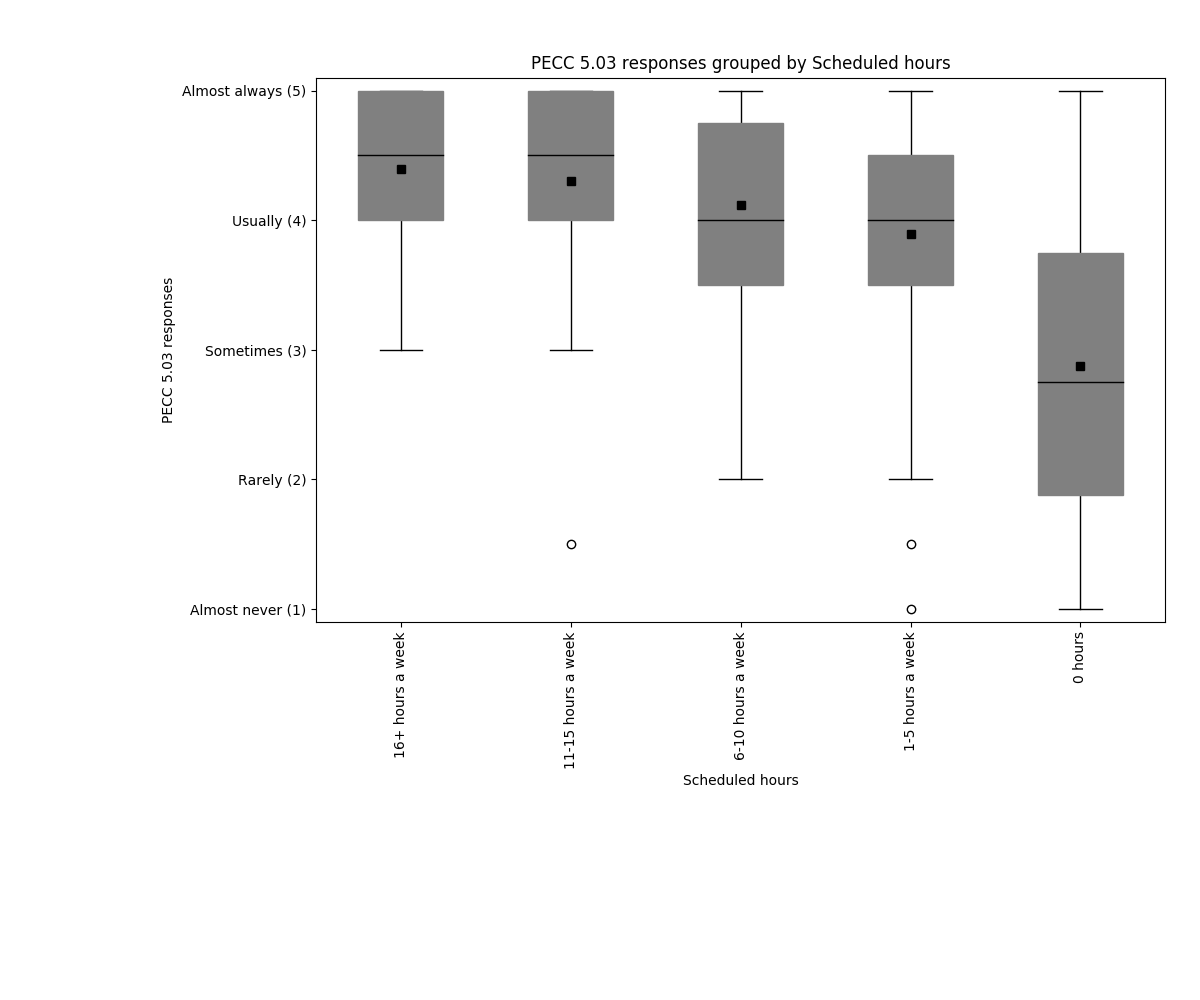 PECC 5.03 responses grouped by Scheduled hours
Almost always (5)
Usually (4)
Sometimes (3)
Rarely (2)
Almost never (1)
PECC 5.03 responses
16+ hours a week
11-15 hours a week
6-10 hours a week
1-5 hours a week
0 hours
Scheduled hours